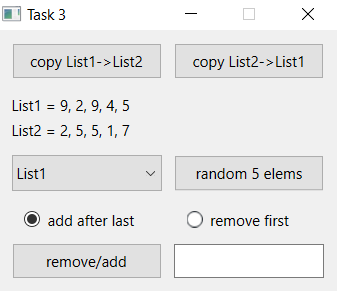 Task 3
copy List1->List2
copy List2->List1
List1 = 9, 2, 9, 4, 5
List2 = 2, 5, 5, 1, 7
List1
random 5 elems
add after last
remove first
remove/add